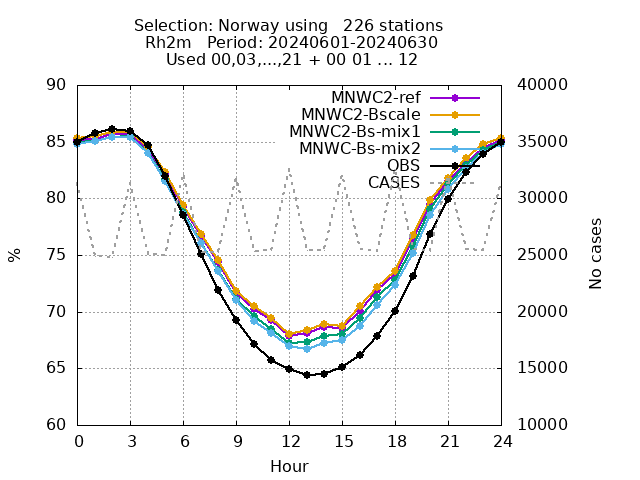 Selection: Norway using   226 stations
Rh2m   Period: 20240601-20240630
Used 00,03,...,21 + 00 01 ... 12
90
85
80
75
70
65
60
%
40000
35000
30000
25000
20000
15000
10000
No cases
MNWC2-ref
MNWC2-Bscale
MNWC2-Bs-mix1
MNWC-Bs-mix2
OBS
CASES
0 3 6 9 12 15 18 21 24
Hour